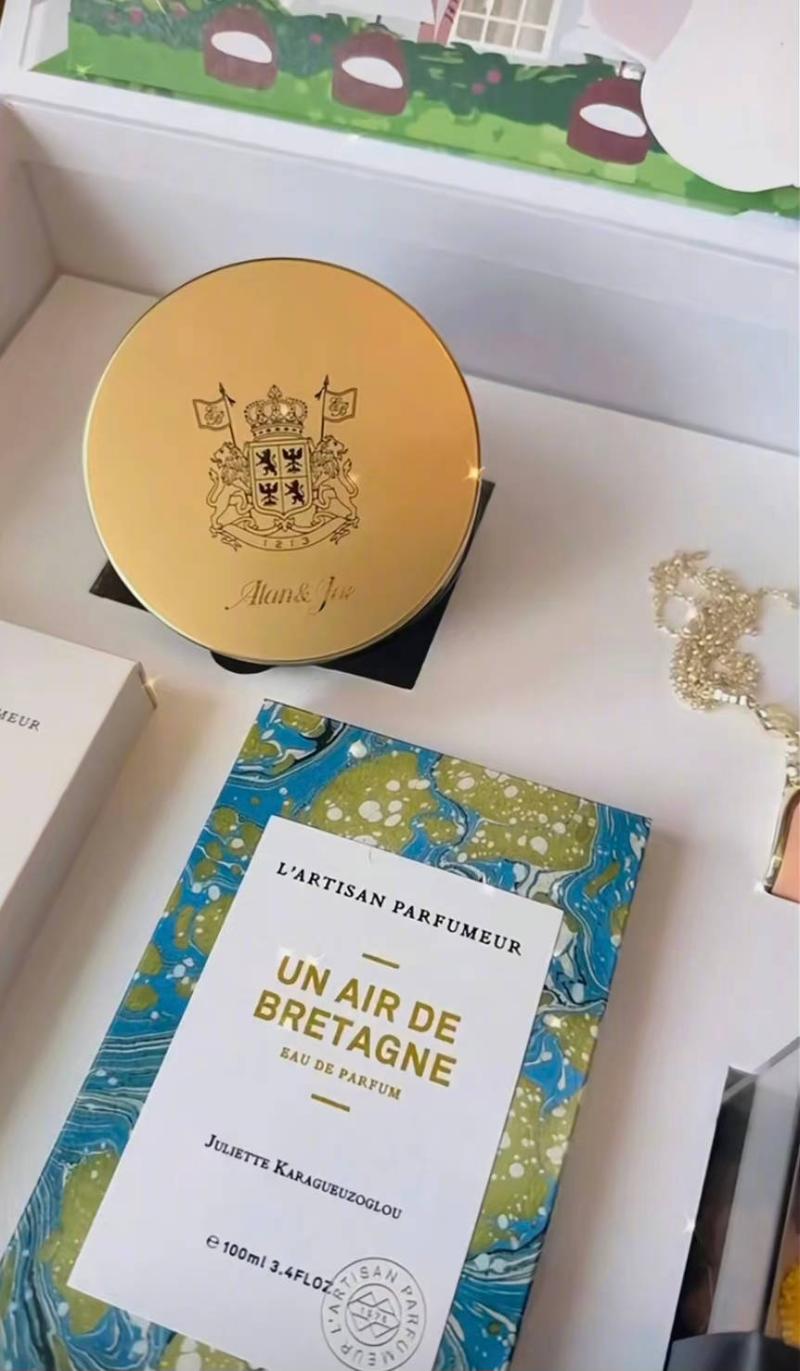 1213
Alan& Joe
MEUR
L'ARTISAN PARFUMEUR
UN AIR DE
BRETAGNE
EAU DE PARFUM
JULIETTE KARAGUEUZOGLOU
℮ 100ml 3.4FLOZ
L'ARTISAN PARFUMEUR
1976